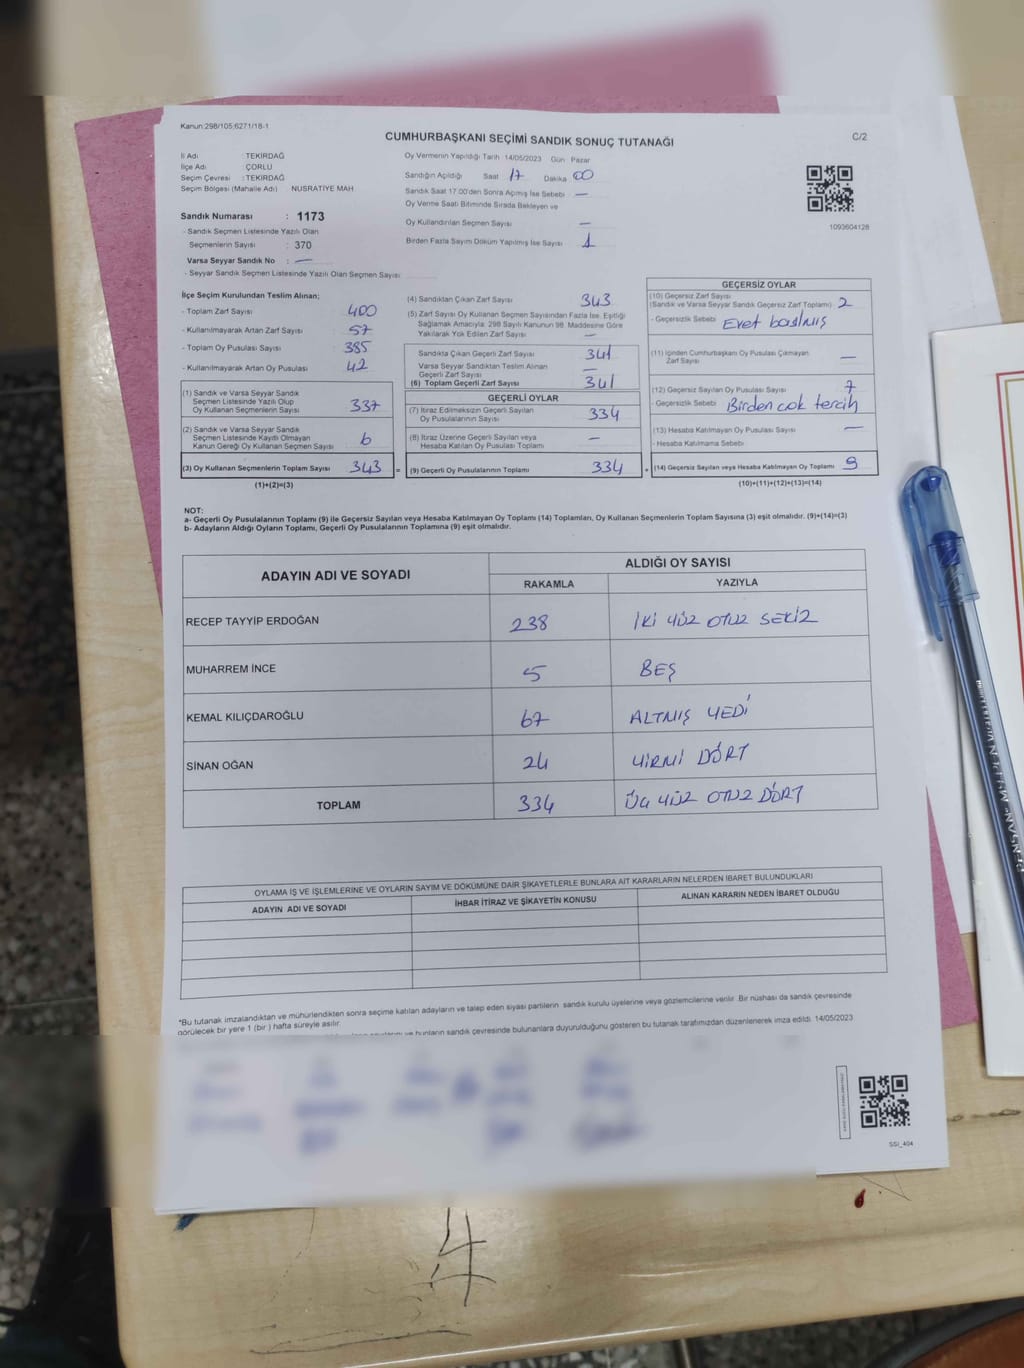 Kanun:298/105;6271/18-1
CUMHURBAŞKANI SEÇİMİ SANDIK SONUÇ TUTANAĞI
C/2
İl Adı : TEKİRDAĞ
İlçe Adı : ÇORLU
Seçim Çevresi : TEKİRDAĞ
Seçim Bölgesi (Mahalle Adı) NUSRATİYE MAH.
Sandık Numarası : 1173
- Sandık Seçmen Listesinde Yazılı Olan
Seçmenlerin Sayısı : 370
Varsa Seyyar Sandık No : —
- Seyyar Sandık Seçmen Listesinde Yazılı Olan Seçmen Sayısı:
Oy Vermenin Yapıldığı Tarih 14/05/2023 Gün Pazar
Sandığın Açıldığı Saat 17 Dakika 00
Sandık Saat 17:00'den Sonra Açılmış İse Sebebi —
Oy Verme Saati Bitiminde Sırada Bekleyen ve
Oy Kullandırılan Seçmen Sayısı —
Birden Fazla Sayım Döküm Yapılmış İse Sayısı 1
1093604128
İlçe Seçim Kurulundan Teslim Alınan;
- Toplam Zarf Sayısı : 400
- Kullanılmayarak Artan Zarf Sayısı : 57
- Toplam Oy Pusulası Sayısı : 385
- Kullanılmayarak Artan Oy Pusulası : 42
(1) Sandık ve Varsa Seyyar Sandık
Seçmen Listesinde Yazılı Olup
Oy Kullanan Seçmenlerin Sayısı 337
(2) Sandık ve Varsa Seyyar Sandık
Seçmen Listesinde Kayıtlı Olmayan
Kanun Gereği Oy Kullanan Seçmen Sayısı 6
(3) Oy Kullanan Seçmenlerin Toplam Sayısı 343 =
(1)+(2)=(3)
(4) Sandıktan Çıkan Zarf Sayısı 343
(5) Zarf Sayısı Oy Kullanan Seçmen Sayısından Fazla İse, Eşitliği
Sağlamak Amacıyla; 298 Sayılı Kanunun 98. Maddesine Göre
Yakılarak Yok Edilen Zarf Sayısı —
Sandıkta Çıkan Geçerli Zarf Sayısı 341
Varsa Seyyar Sandıktan Teslim Alınan
Geçerli Zarf Sayısı —
(6) Toplam Geçerli Zarf Sayısı 341
GEÇERLİ OYLAR
(7) İtiraz Edilmeksizin Geçerli Sayılan
Oy Pusulalarının Sayısı 334
(8) İtiraz Üzerine Geçerli Sayılan veya
Hesaba Katılan Oy Pusulası Toplamı —
(9) Geçerli Oy Pusulalarının Toplamı 334 +
GEÇERSİZ OYLAR
(10) Geçersiz Zarf Sayısı
(Sandık ve Varsa Seyyar Sandık Geçersiz Zarf Toplamı) 2
- Geçersizlik Sebebi Evet basılmış
(11) İçinden Cumhurbaşkanı Oy Pusulası Çıkmayan
Zarf Sayısı —
(12) Geçersiz Sayılan Oy Pusulası Sayısı 7
- Geçersizlik Sebebi Birden cok tercih
(13) Hesaba Katılmayan Oy Pusulası Sayısı —
- Hesaba Katılmama Sebebi
(14) Geçersiz Sayılan veya Hesaba Katılmayan Oy Toplamı 9
(10)+(11)+(12)+(13)=(14)
NOT:
a- Geçerli Oy Pusulalarının Toplamı (9) ile Geçersiz Sayılan veya Hesaba Katılmayan Oy Toplamı (14) Toplamları, Oy Kullanan Seçmenlerin Toplam Sayısına (3) eşit olmalıdır. (9)+(14)=(3)
b- Adayların Aldığı Oyların Toplamı, Geçerli Oy Pusulalarının Toplamına (9) eşit olmalıdır.
ADAYIN ADI VE SOYADI
ALDIĞI OY SAYISI
RAKAMLA YAZIYLA
RECEP TAYYİP ERDOĞAN 238 İKİ YÜZ OTUZ SEKİZ
MUHARREM İNCE 5 BEŞ
KEMAL KILIÇDAROĞLU 67 ALTMIŞ YEDİ
SİNAN OĞAN 24 YİRMİ DÖRT
TOPLAM 334 ÜÇ YÜZ OTUZ DÖRT
OYLAMA İŞ VE İŞLEMLERİNE VE OYLARIN SAYIM VE DÖKÜMÜNE DAİR ŞİKAYETLERLE BUNLARA AİT KARARLARIN NELERDEN İBARET BULUNDUKLARI
ADAYIN ADI VE SOYADI İHBAR İTİRAZ VE ŞİKAYETİN KONUSU ALINAN KARARIN NEDEN İBARET OLDUĞU
*Bu tutanak imzalandıktan ve mühürlendikten sonra seçime katılan adayların ve talep eden siyasi partilerin sandık kurulu üyelerine veya gözlemcilerine verilir. Bir nüshası da sandık çevresinde
görülecek bir yere 1 (bir) hafta süreyle asılır.
ve bunların sandık çevresinde bulunanlara duyurulduğunu gösteren bu tutanak tarafımızdan düzenlenerek imza edildi. 14/05/2023
SSI_404